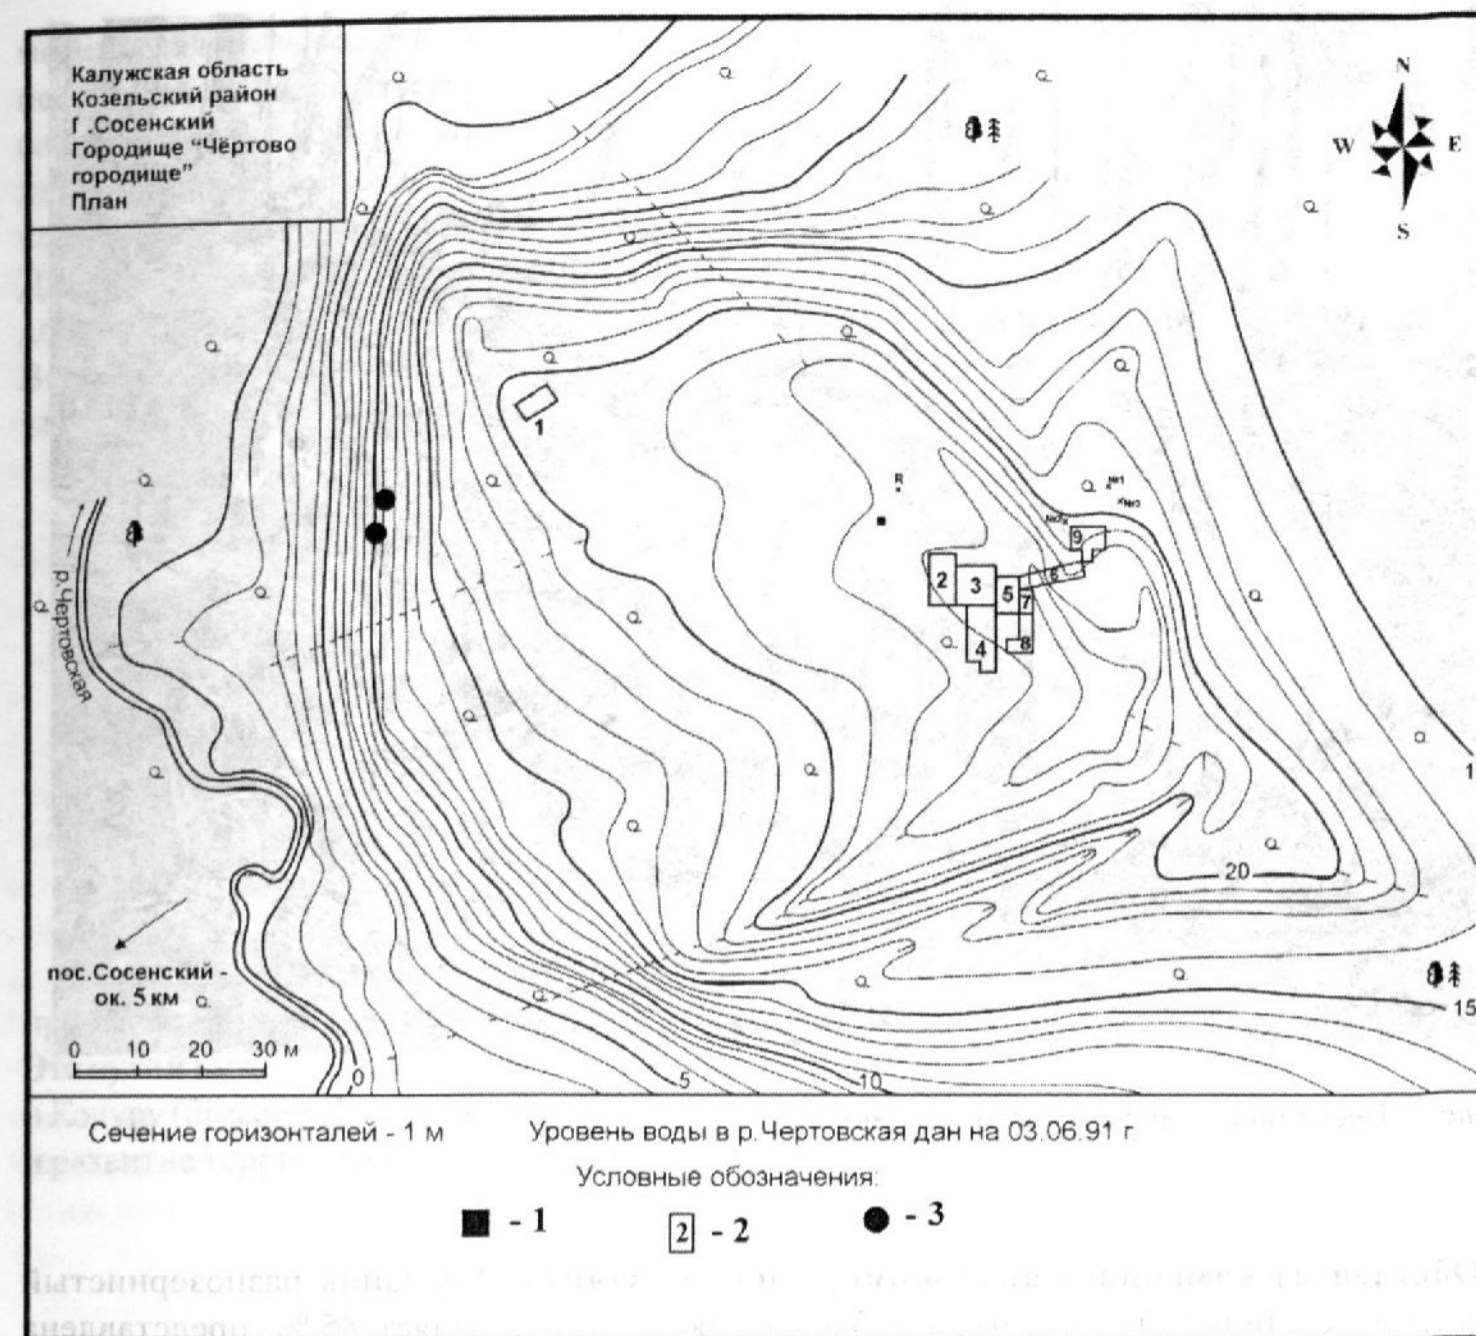 Калужская область
Козельский район
Г .Сосенский
Городище “Чёртово
городище”
План
N
W E
S
R
№1
1
2
3
4
5
6
7
8
9
р.Чертовская
20
1
15
пос.Сосенский -
ок. 5 км
0 10 20 30 м
0
5
10
Сечение горизонталей - 1 м
Уровень воды в р.Чертовская дан на 03.06.91 г.
Условные обозначения:
- 1
2 - 2
- 3